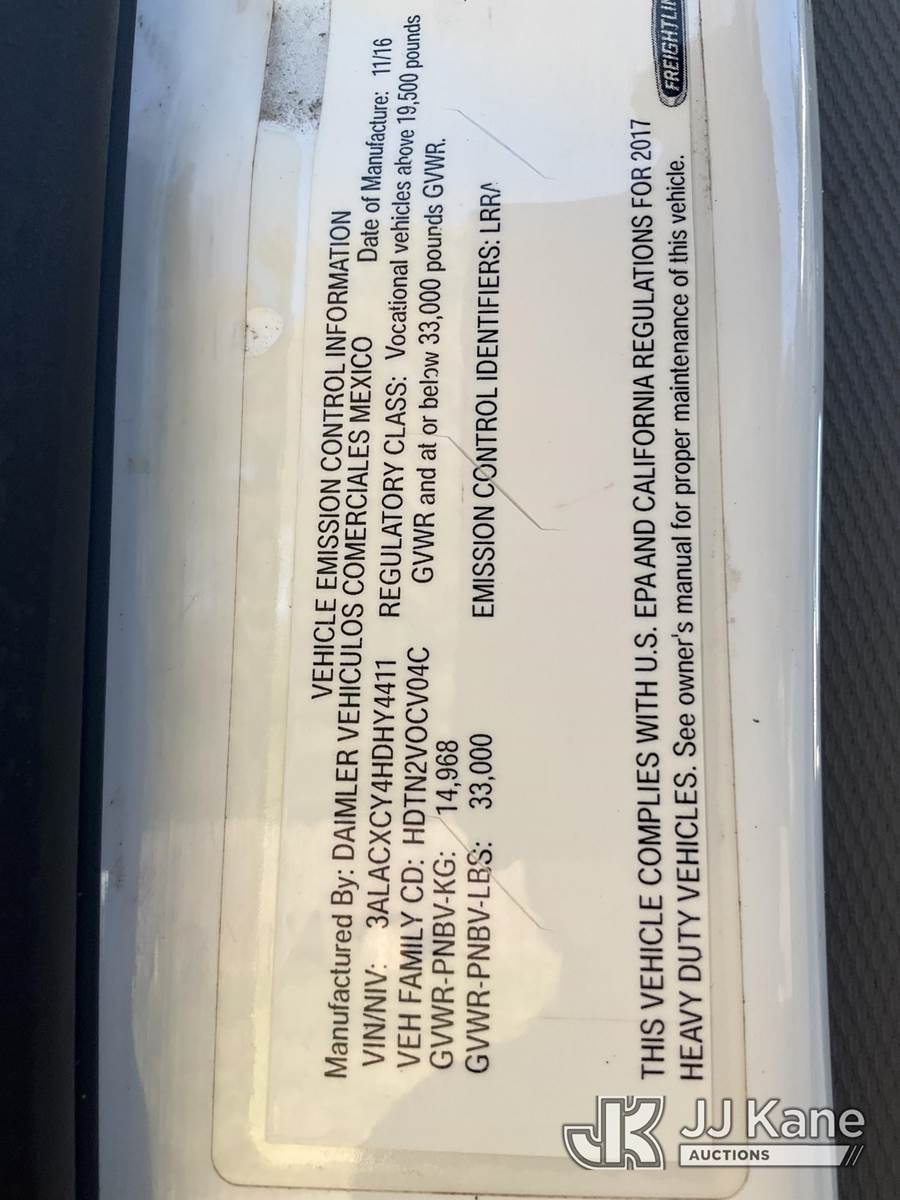 VEHICLE EMISSION CONTROL INFORMATION
Manufactured By: DAIMLER VEHICULOS COMERCIALES MEXICO Date of Manufacture: 11/16
VIN/NIV: 3ALACXCY4HDHY4411 REGULATORY CLASS: Vocational vehicles above 19,500 pounds
VEH FAMILY CD: HDTN2VOCV04C GVWR and at or below 33,000 pounds GVWR.
GVWR-PNBV-KG: 14,968
GVWR-PNBV-LBS: 33,000 EMISSION CONTROL IDENTIFIERS: LRRA
THIS VEHICLE COMPLIES WITH U.S. EPA AND CALIFORNIA REGULATIONS FOR 2017
HEAVY DUTY VEHICLES. See owner's manual for proper maintenance of this vehicle.
FREIGHTLIN
JK JJ Kane
AUCTIONS